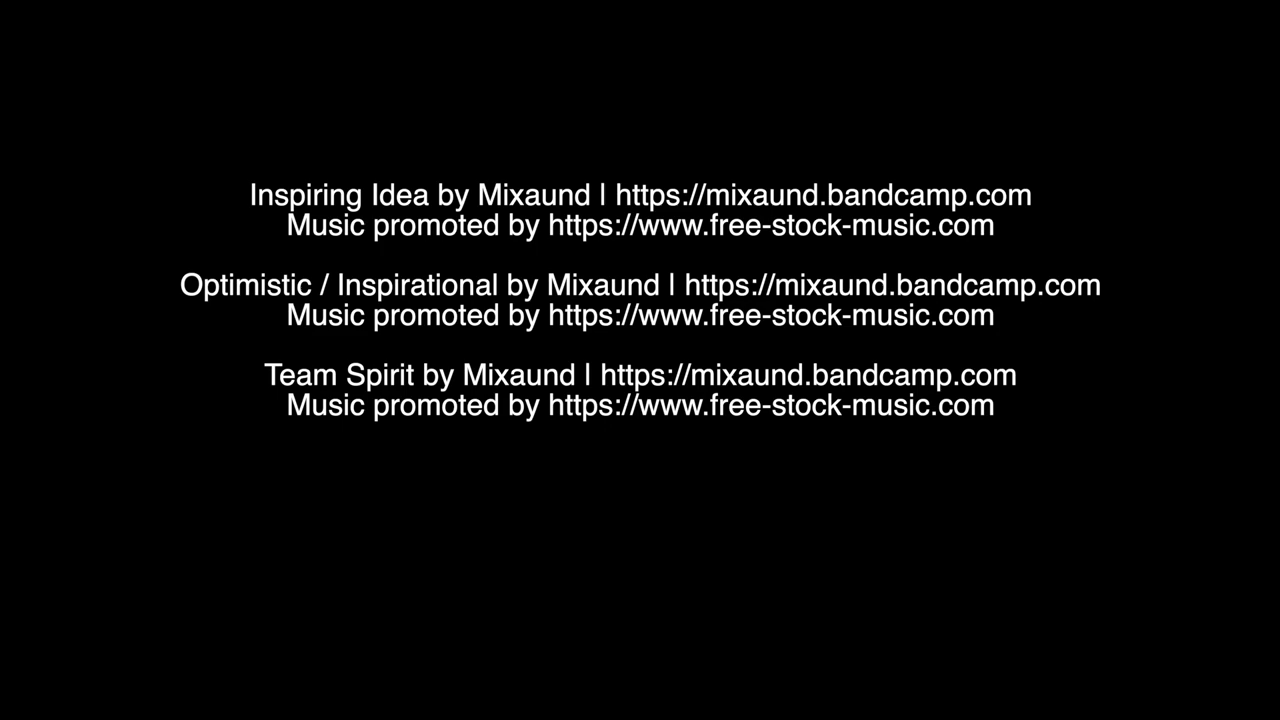 Inspiring Idea by Mixaund | https://mixaund.bandcamp.com
Music promoted by https://www.free-stock-music.com
Optimistic / Inspirational by Mixaund | https://mixaund.bandcamp.com
Music promoted by https://www.free-stock-music.com
Team Spirit by Mixaund | https://mixaund.bandcamp.com
Music promoted by https://www.free-stock-music.com